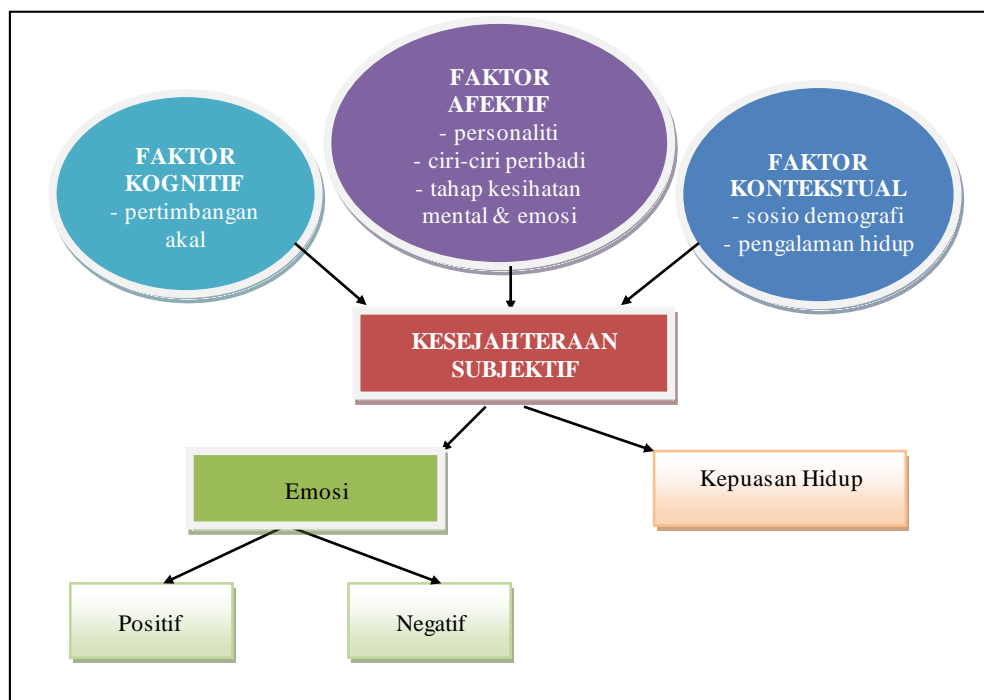 FAKTOR
KOGNITIF
- pertimbangan
akal
FAKTOR
AFEKTIF
- personaliti
- ciri-ciri peribadi
- tahap kesihatan
mental & emosi
FAKTOR
KONTEKSTUAL
- sosio demografi
- pengalaman hidup
KESEJAHTERAAN
SUBJEKTIF
Emosi
Kepuasan Hidup
Positif
Negatif